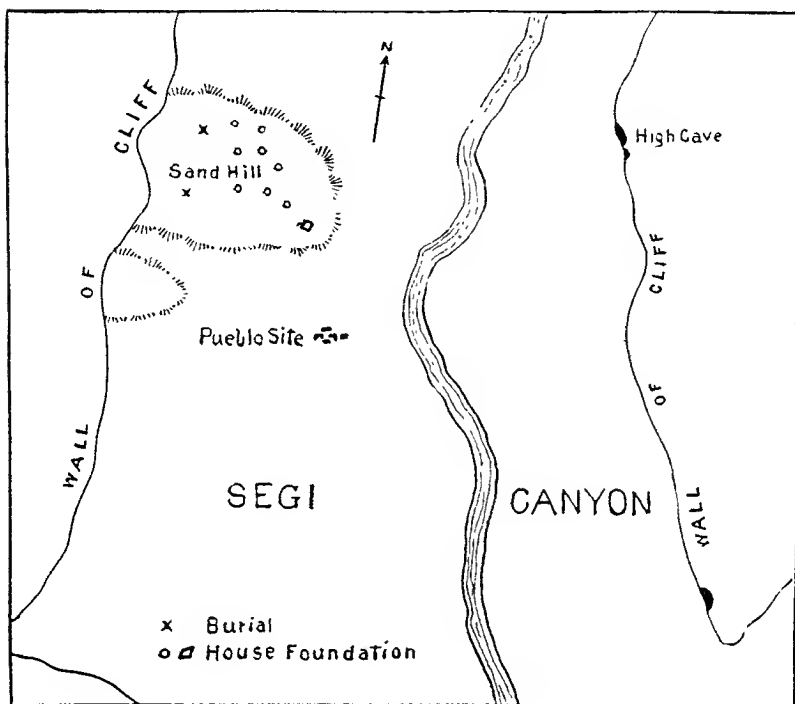 N
High Cave
Sand Hill
WALL OF CLIFF
WALL OF CLIFF
Pueblo Site
SEGI CANYON
x Burial
House Foundation